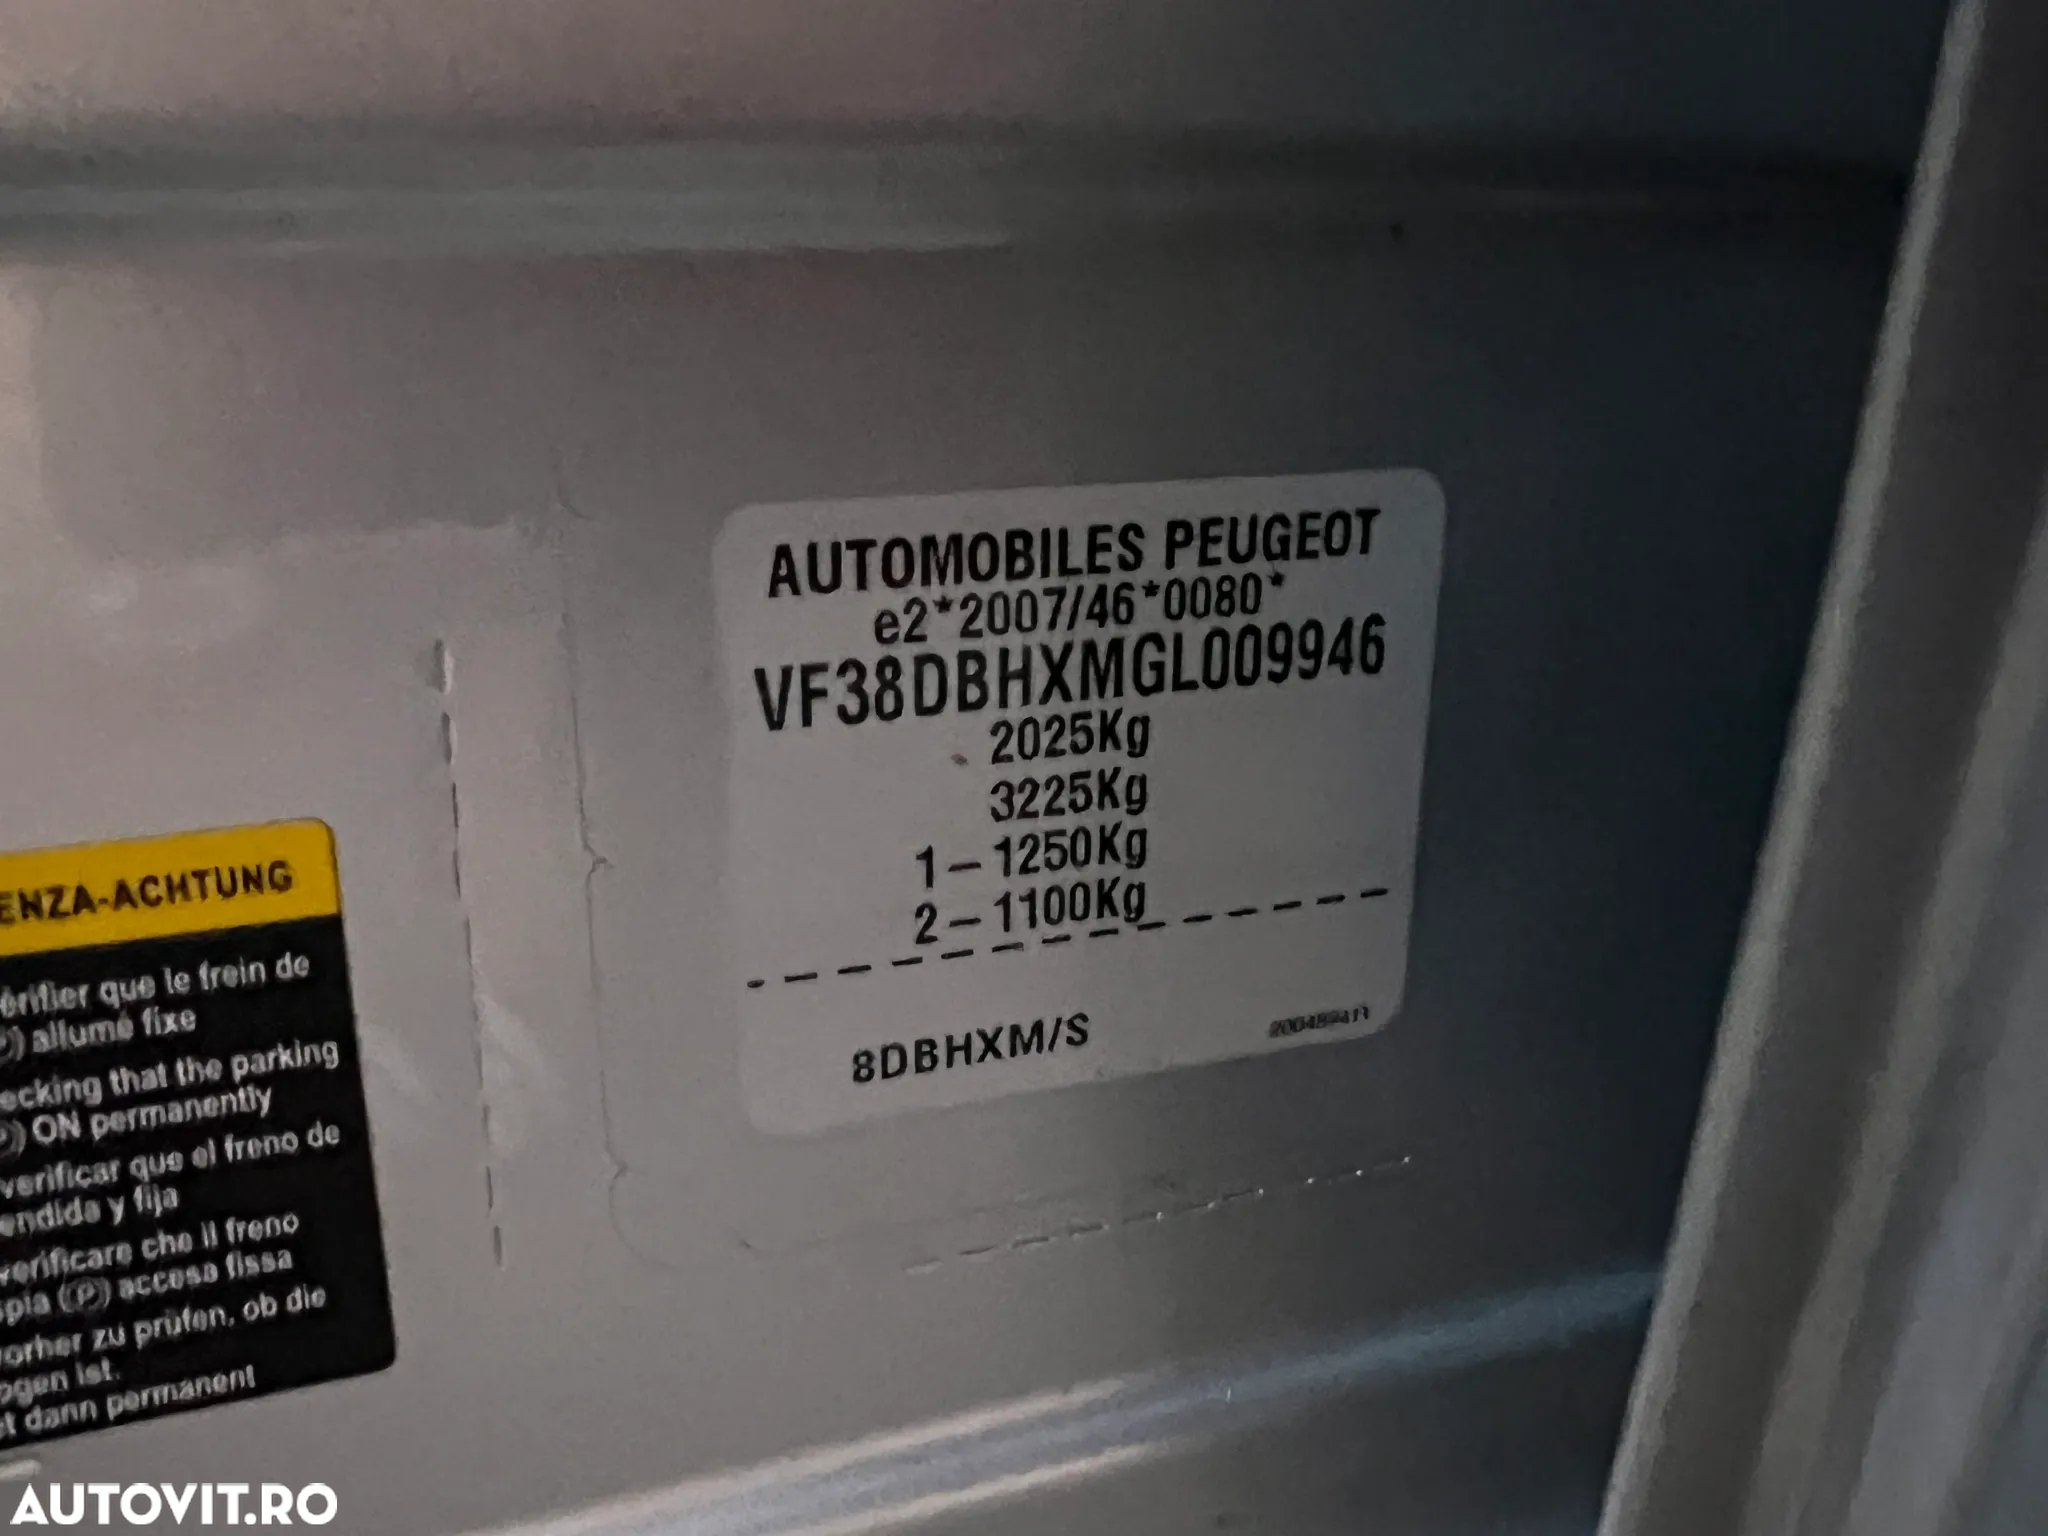 AUTOMOBILES PEUGEOT
e2*2007/46*0080*
VF38DBHXMGL009946
2025Kg
3225Kg
1-1250Kg
2-1100Kg
8DBHXM/S
ENZA-ACHTUNG
érifier que le frein de
(P) allumé fixe
ecking that the parking
(P) ON permanently
verificar que el freno de
endida y fija
verificare che il freno
spia (P) accesa fissa
vorher zu prüfen, ob die
ogen ist.
et dann permanent
AUTOVIT.RO